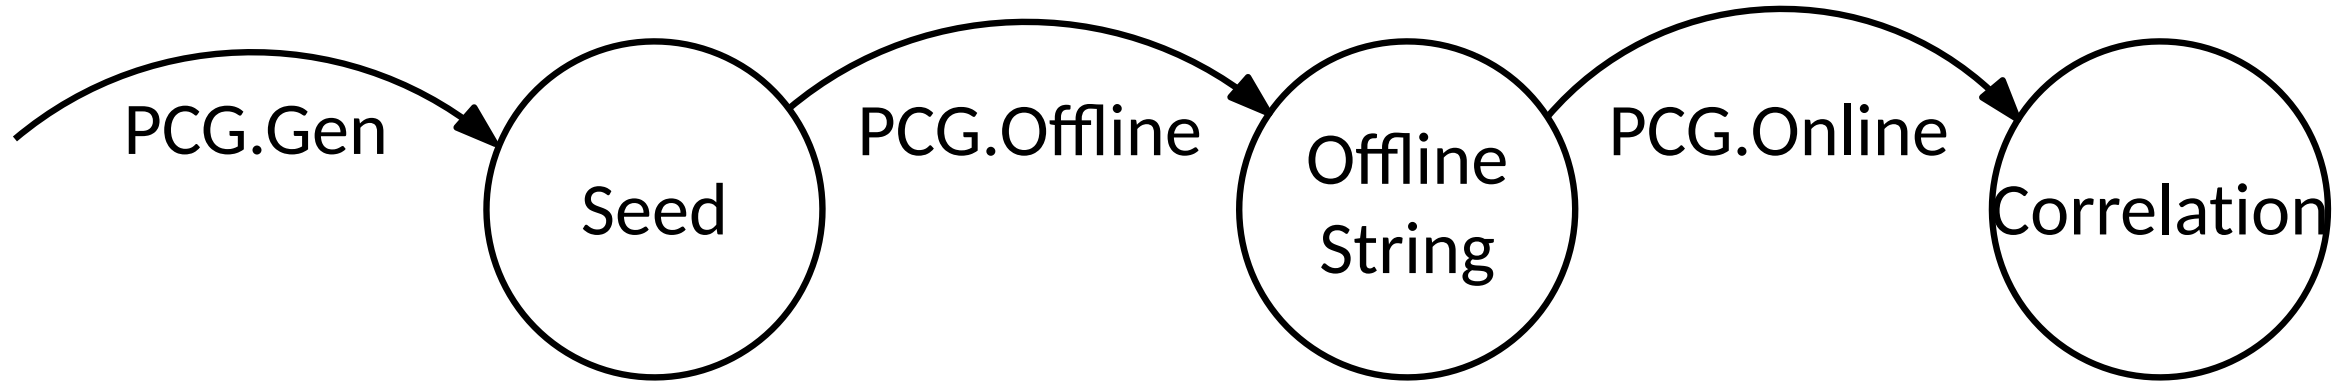 PCG.Gen
Seed
PCG.Offline
Offline
String
PCG.Online
Correlation